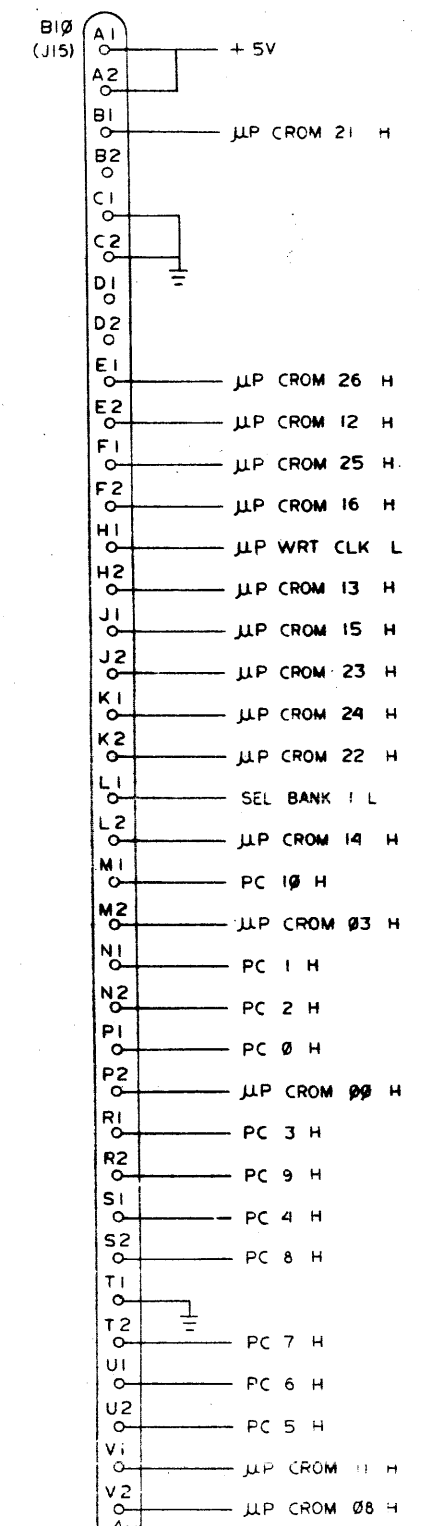 B1Ø
(J15)
A1 + 5V
A2
B1 µP CROM 21 H
B2
C1
C2
D1
D2
E1 µP CROM 26 H
E2 µP CROM 12 H
F1 µP CROM 25 H
F2 µP CROM 16 H
H1 µP WRT CLK L
H2 µP CROM 13 H
J1 µP CROM 15 H
J2 µP CROM 23 H
K1 µP CROM 24 H
K2 µP CROM 22 H
L1 SEL BANK 1 L
L2 µP CROM 14 H
M1 PC 1Ø H
M2 µP CROM Ø3 H
N1 PC 1 H
N2 PC 2 H
P1 PC Ø H
P2 µP CROM ØØ H
R1 PC 3 H
R2 PC 9 H
S1 PC 4 H
S2 PC 8 H
T1
T2 PC 7 H
U1 PC 6 H
U2 PC 5 H
V1 µP CROM 11 H
V2 µP CROM Ø8 H